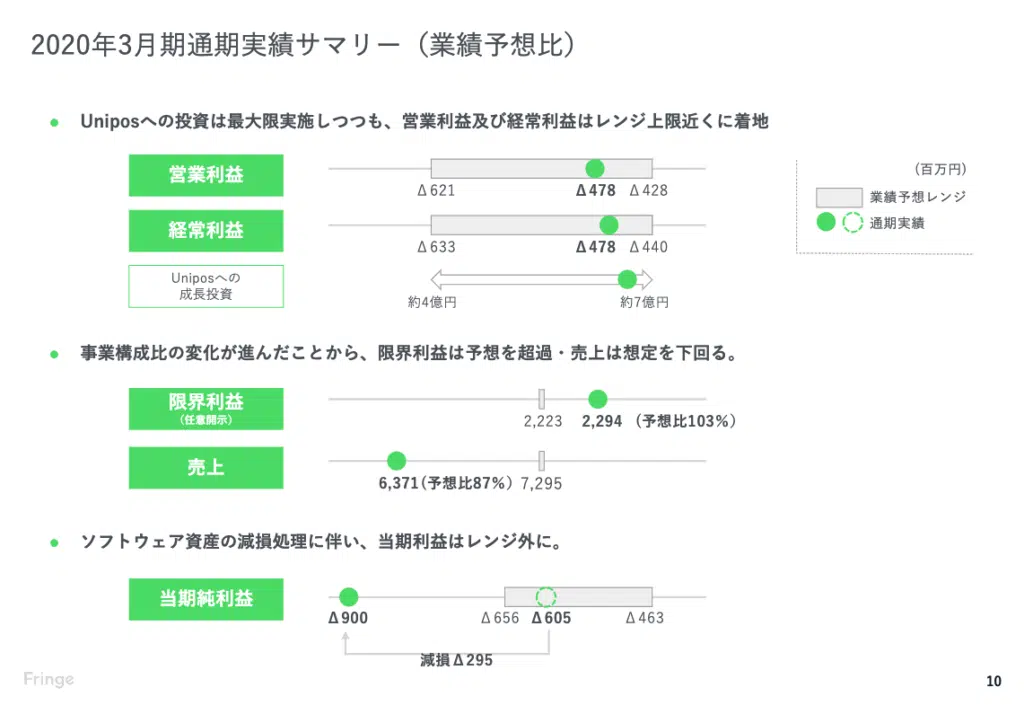 2020年3月期通期実績サマリー（業績予想比）
● Uniposへの投資は最大限実施しつつも、営業利益及び経常利益はレンジ上限近くに着地
営業利益
Δ621 Δ478 Δ428
経常利益
Δ633 Δ478 Δ440
Uniposへの
成長投資
約4億円 約7億円
（百万円）
業績予想レンジ
通期実績
● 事業構成比の変化が進んだことから、限界利益は予想を超過・売上は想定を下回る。
限界利益
（任意開示）
2,223 2,294 （予想比103%）
売上
6,371（予想比87%） 7,295
● ソフトウェア資産の減損処理に伴い、当期利益はレンジ外に。
当期純利益
Δ900 Δ656 Δ605 Δ463
減損Δ295
Fringe
10